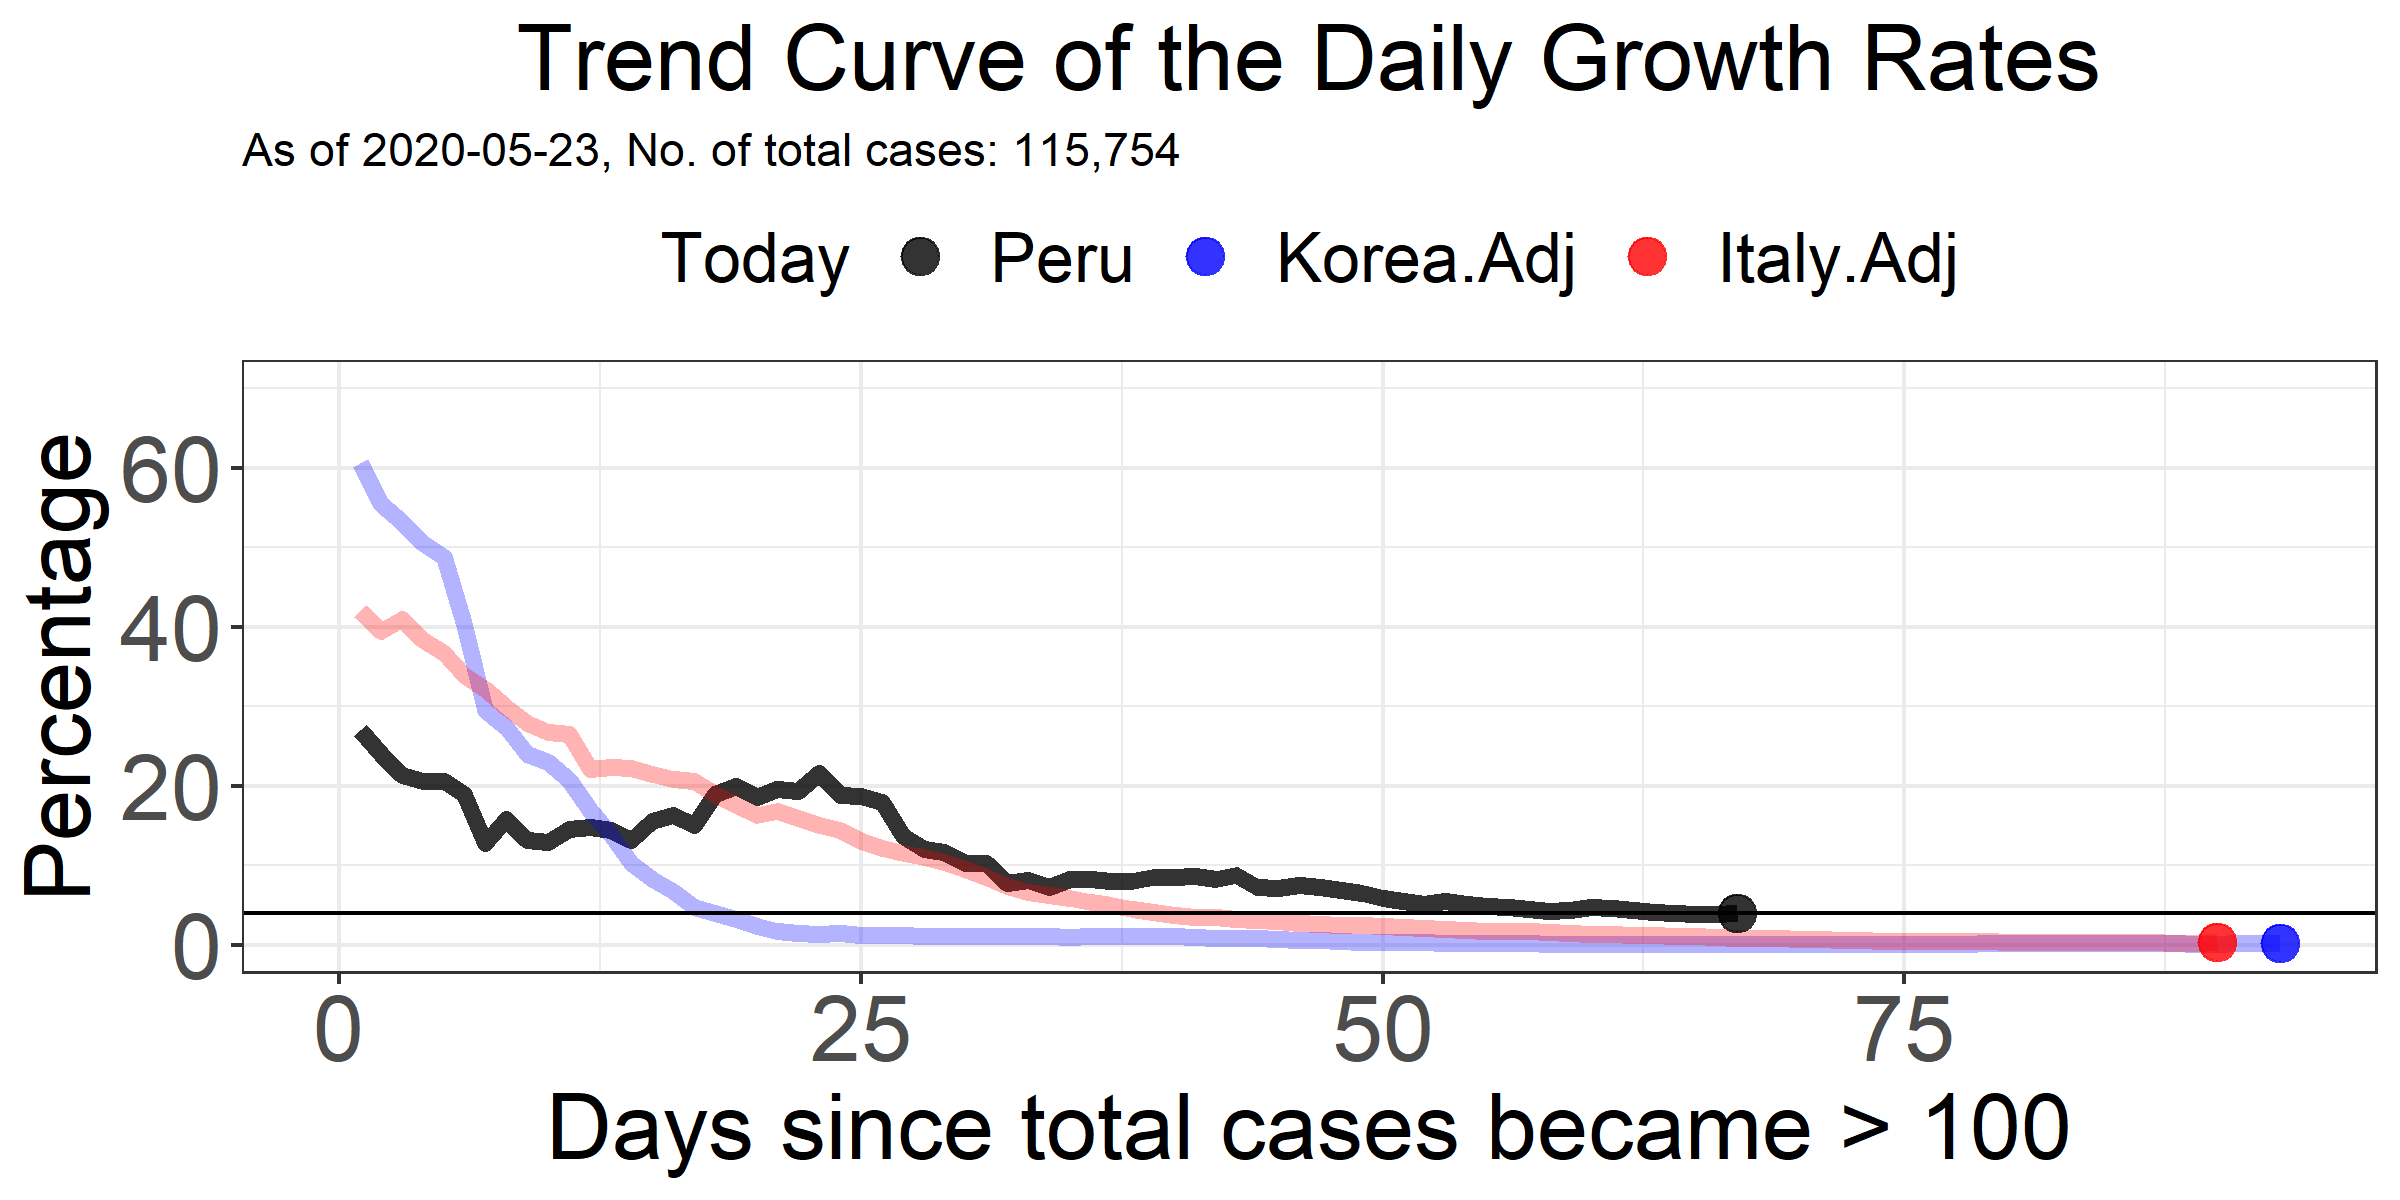 Trend Curve of the Daily Growth Rates
As of 2020-05-23, No. of total cases: 115,754
Today Peru Korea.Adj Italy.Adj
Percentage
60
40
20
0
0 25 50 75
Days since total cases became > 100